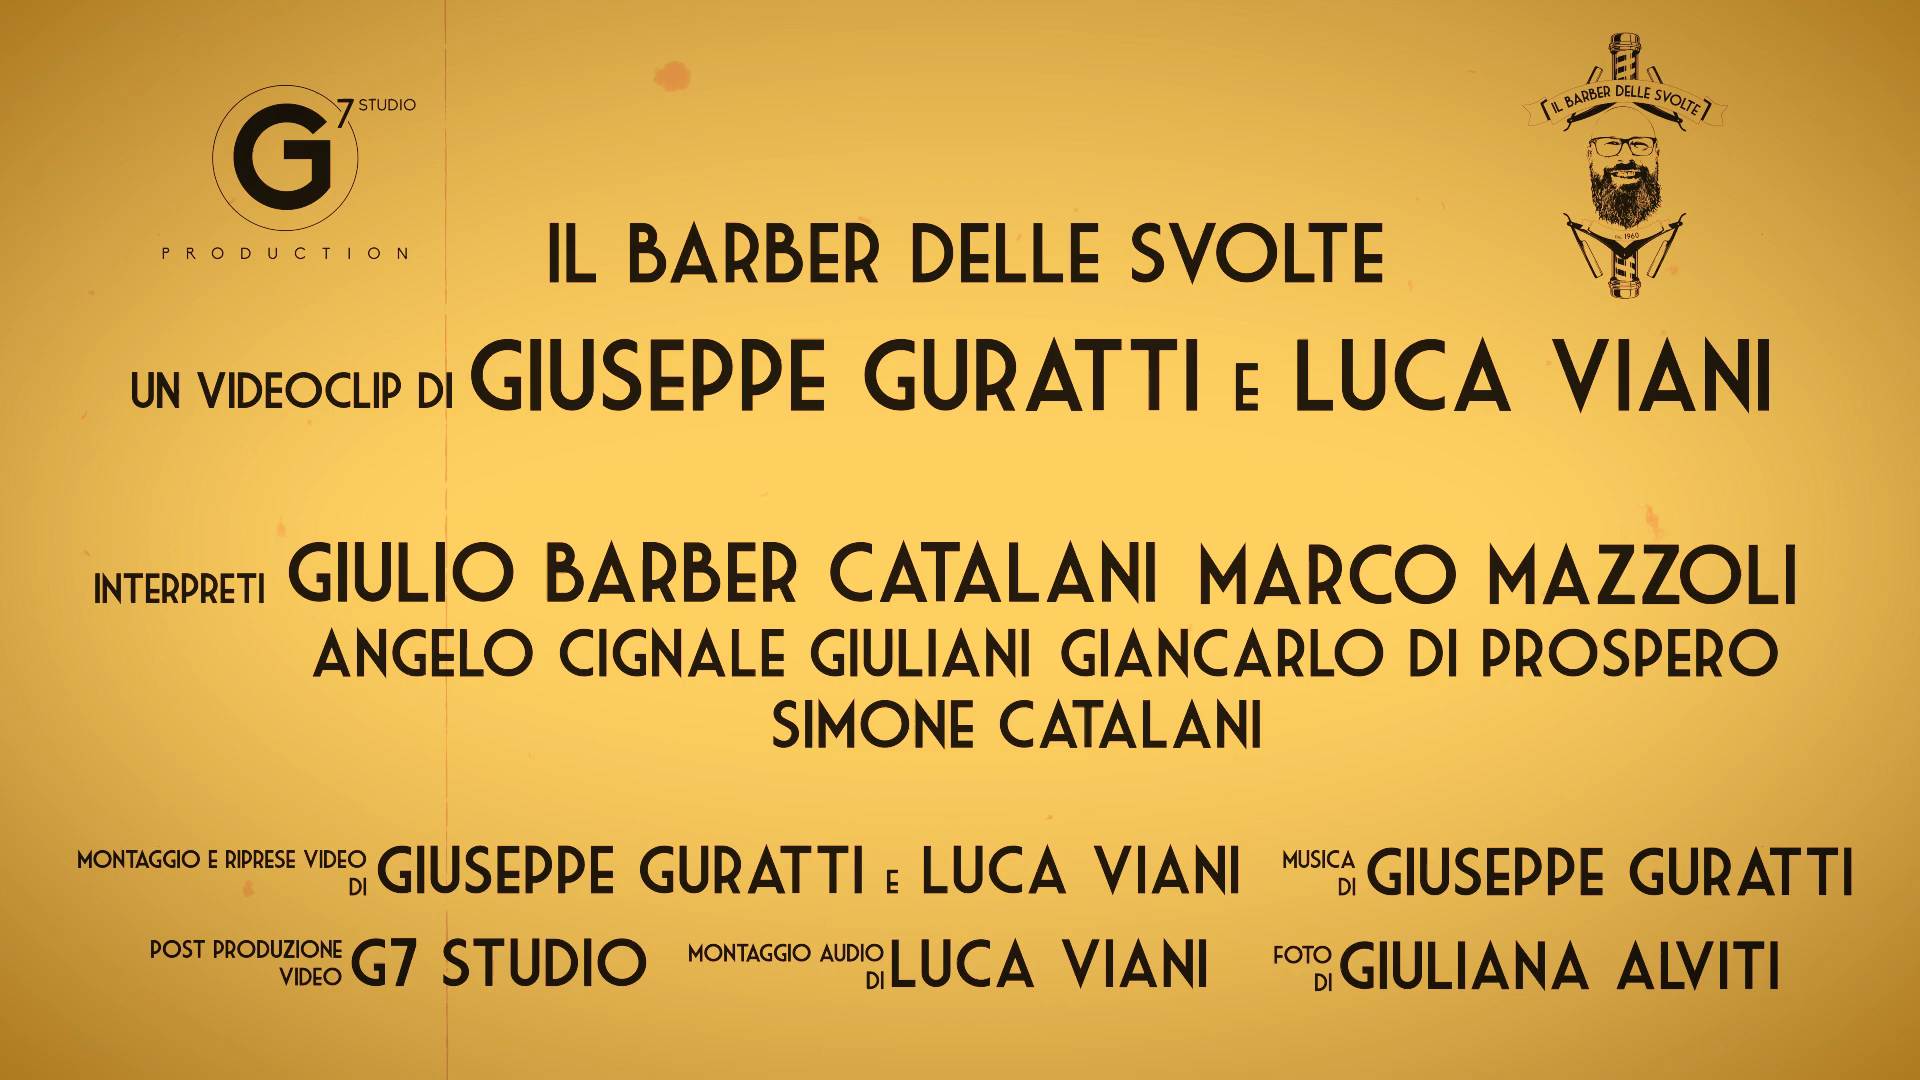 G7 STUDIO
PRODUCTION
IL BARBER DELLE SVOLTE
1960
IL BARBER DELLE SVOLTE
UN VIDEOCLIP DI GIUSEPPE GURATTI E LUCA VIANI
INTERPRETI GIULIO BARBER CATALANI MARCO MAZZOLI
ANGELO CIGNALE GIULIANI GIANCARLO DI PROSPERO
SIMONE CATALANI
MONTAGGIO E RIPRESE VIDEO DI GIUSEPPE GURATTI E LUCA VIANI MUSICA DI GIUSEPPE GURATTI
POST PRODUZIONE VIDEO G7 STUDIO MONTAGGIO AUDIO DI LUCA VIANI FOTO DI GIULIANA ALVITI